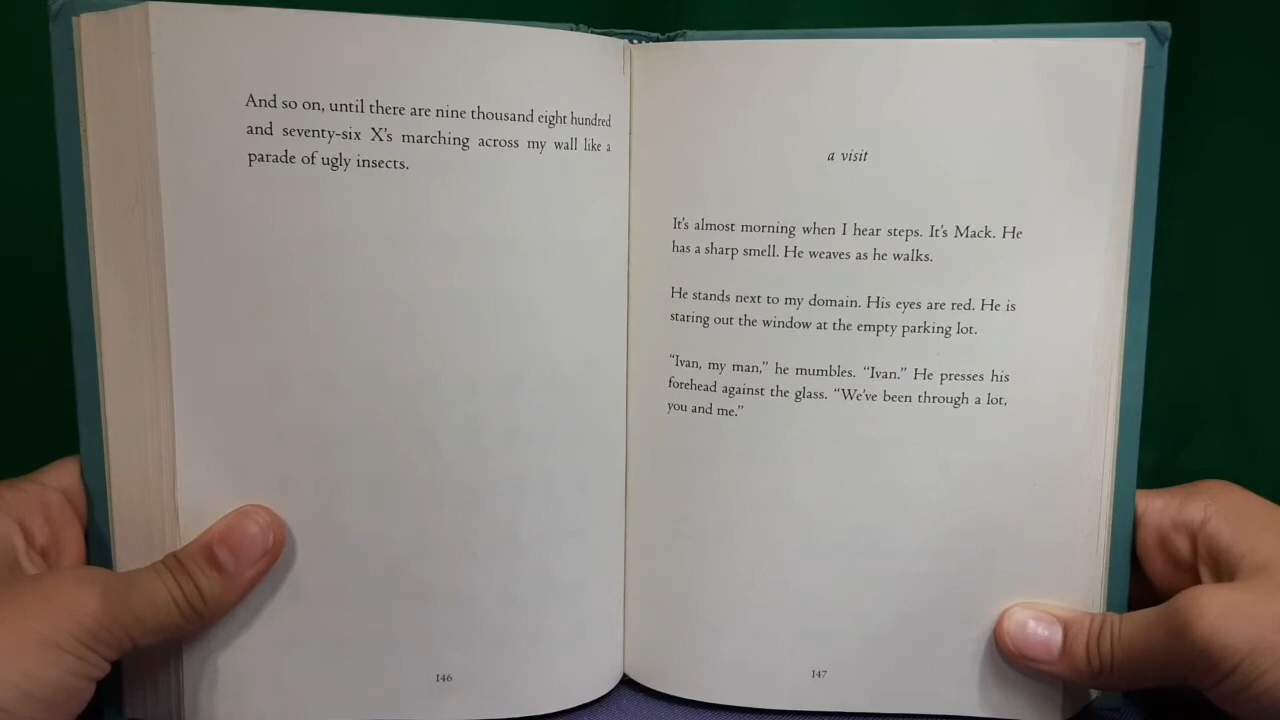 And so on, until there are nine thousand eight hundred
and seventy-six X's marching across my wall like a
parade of ugly insects.
146
a visit
It's almost morning when I hear steps. It's Mack. He
has a sharp smell. He weaves as he walks.
He stands next to my domain. His eyes are red. He is
staring out the window at the empty parking lot.
“Ivan, my man,” he mumbles. “Ivan.” He presses his
forehead against the glass. “We've been through a lot,
you and me.”
147